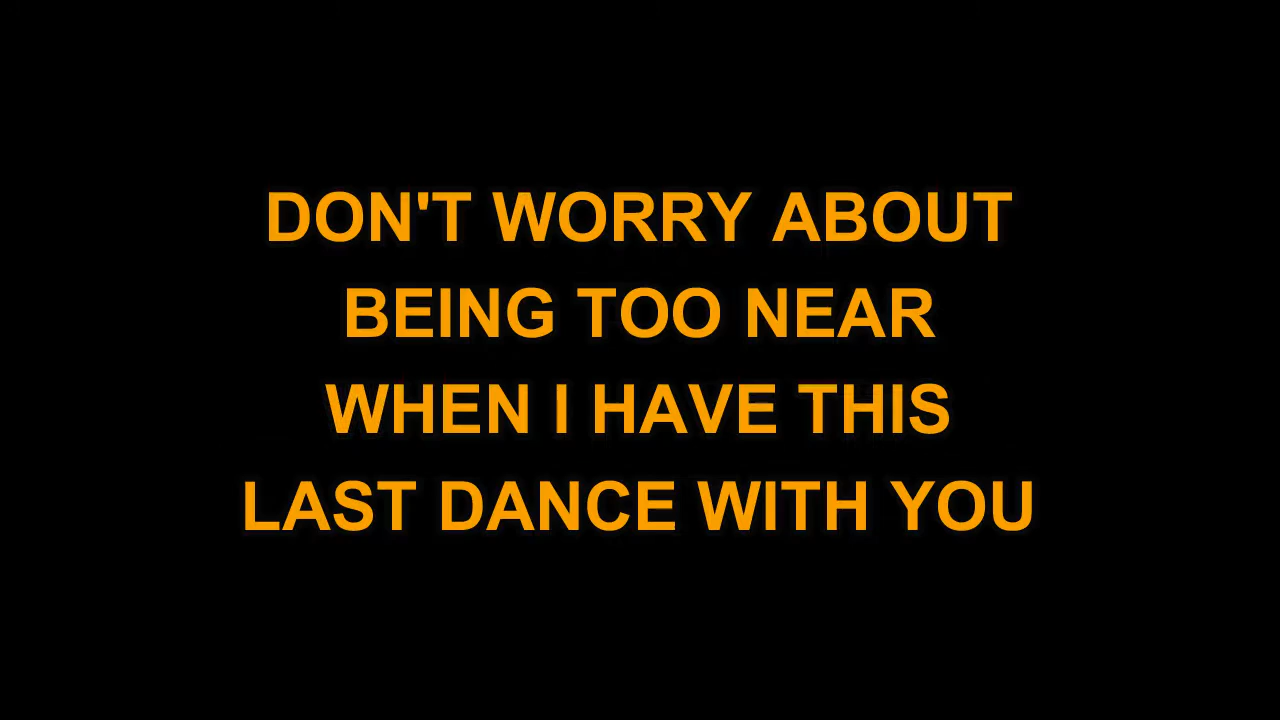 DON'T WORRY ABOUT
BEING TOO NEAR
WHEN I HAVE THIS
LAST DANCE WITH YOU